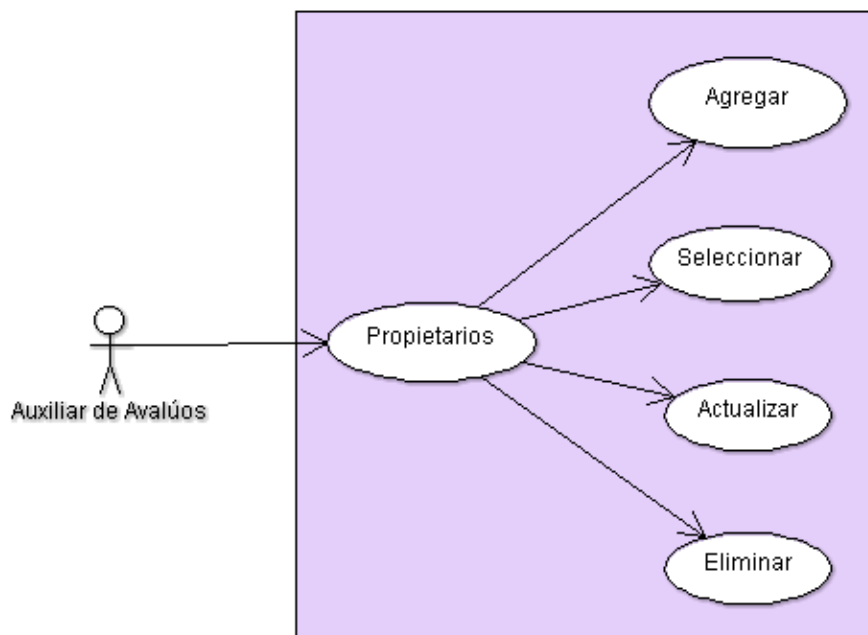 Agregar
Seleccionar
Propietarios
Auxiliar de Avalúos
Actualizar
Eliminar